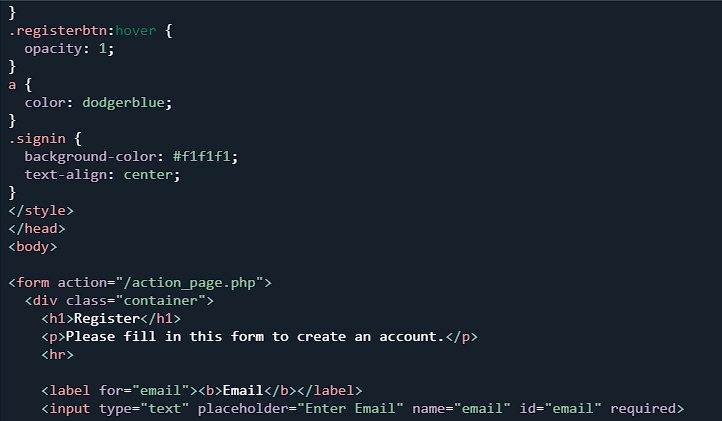 }
.registerbtn:hover {
  opacity: 1;
}
a {
  color: dodgerblue;
}
.signin {
  background-color: #f1f1f1;
  text-align: center;
}
</style>
</head>
<body>

<form action="/action_page.php">
  <div class="container">
    <h1>Register</h1>
    <p>Please fill in this form to create an account.</p>
    <hr>

    <label for="email"><b>Email</b></label>
    <input type="text" placeholder="Enter Email" name="email" id="email" required>